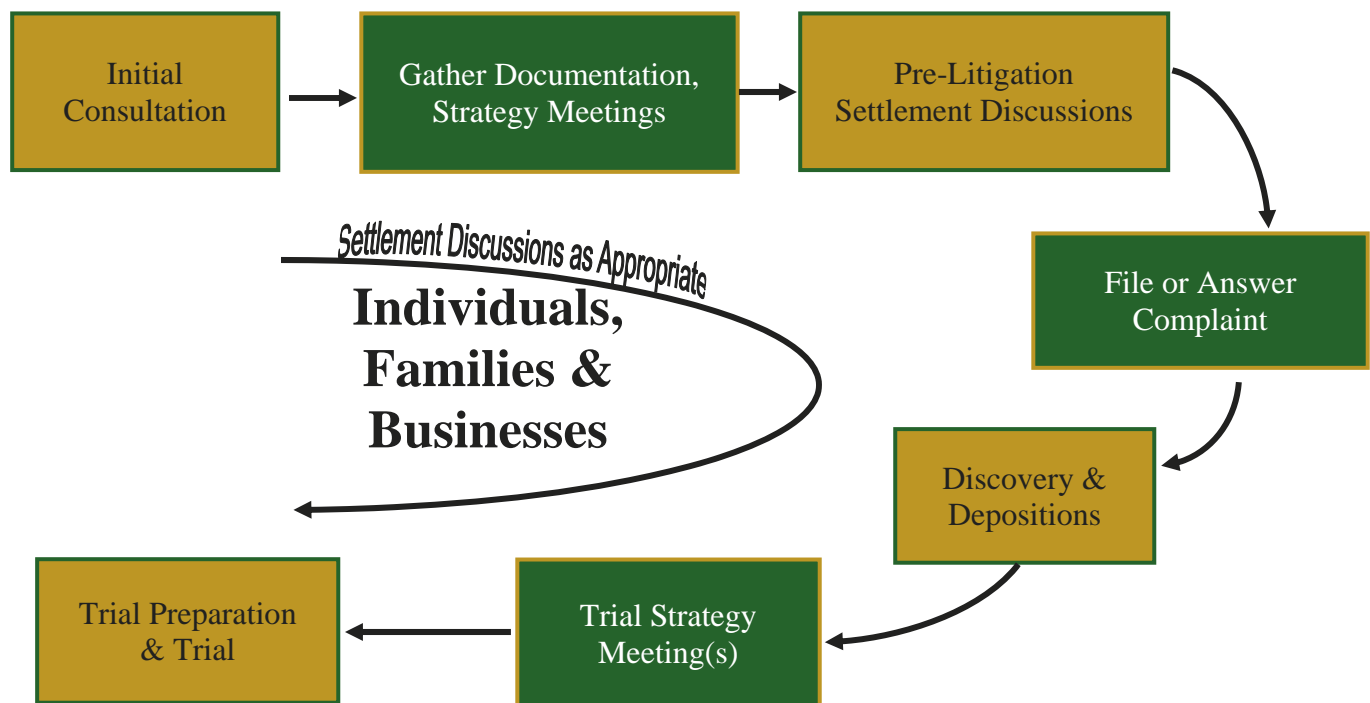 Initial
Consultation
Gather Documentation,
Strategy Meetings
Pre-Litigation
Settlement Discussions
Settlement Discussions as Appropriate
Individuals,
Families &
Businesses
File or Answer
Complaint
Discovery &
Depositions
Trial Strategy
Meeting(s)
Trial Preparation
& Trial